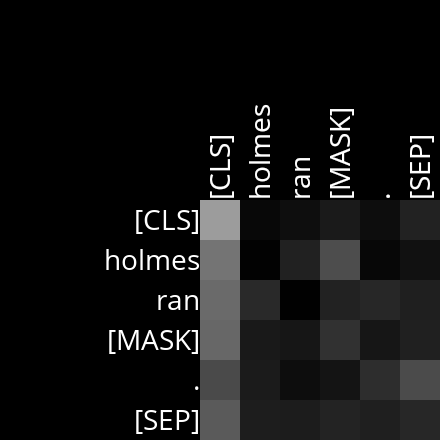 [CLS] holmes ran [MASK] . [SEP]
[CLS]
holmes
ran
[MASK]
.
[SEP]